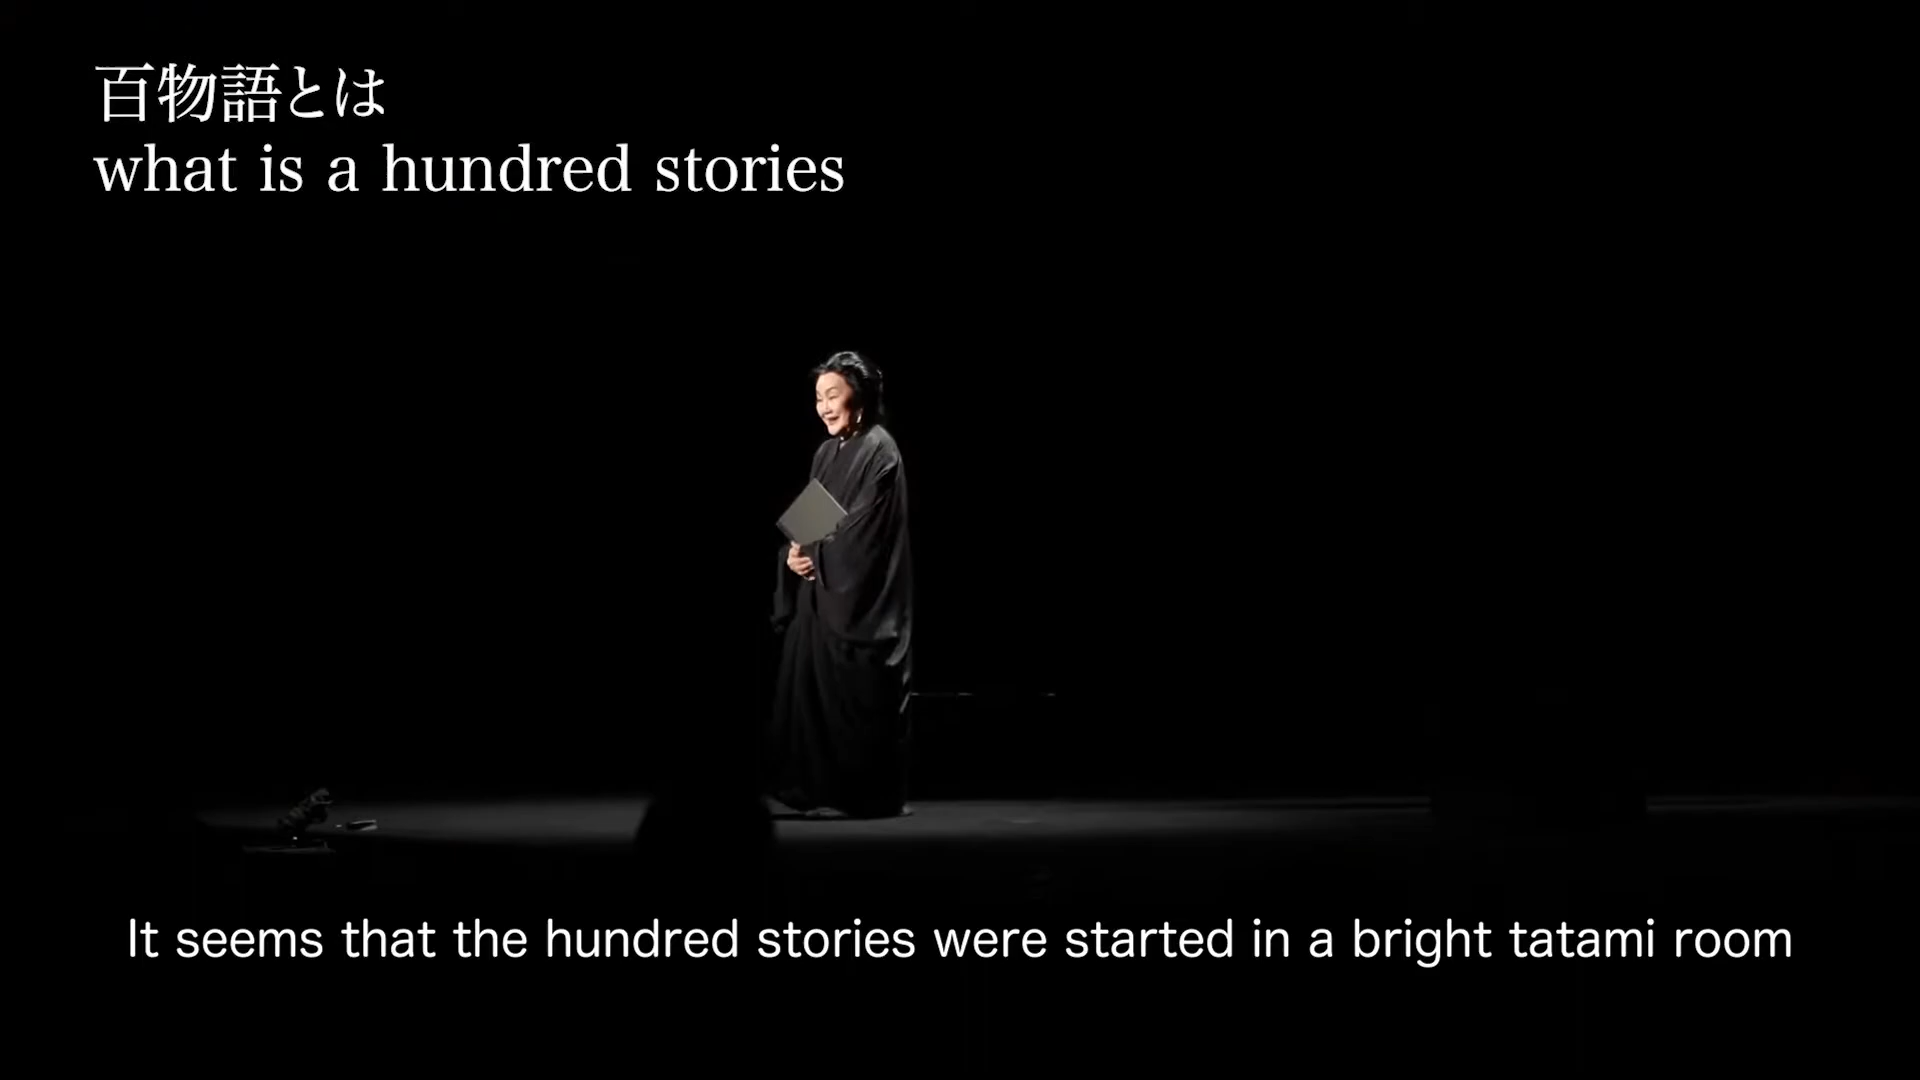 百物語とは
what is a hundred stories
It seems that the hundred stories were started in a bright tatami room